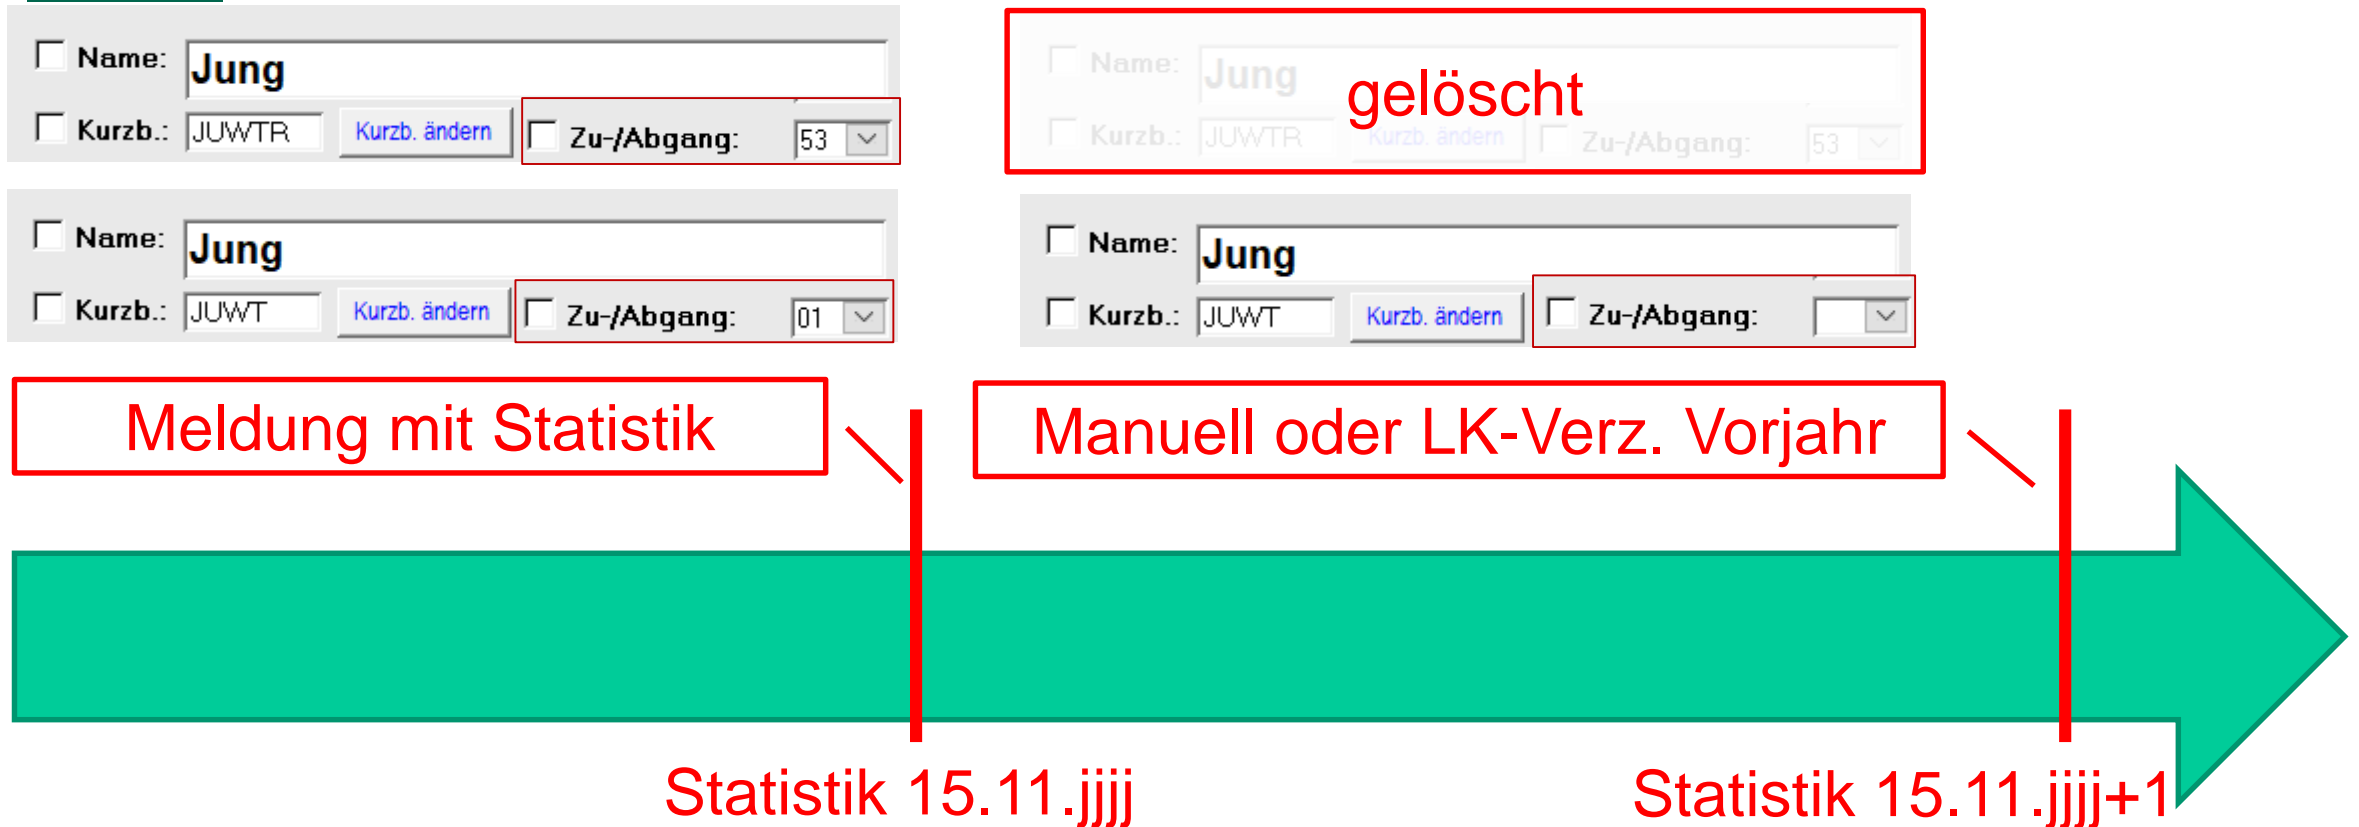 Name: Jung
Kurzb.: JUWTR Kurzb. ändern Zu-/Abgang: 53
Name: Jung
Kurzb.: JUWTR Kurzb. ändern Zu-/Abgang: 53
gelöscht
Name: Jung
Kurzb.: JUWT Kurzb. ändern Zu-/Abgang: 01
Name: Jung
Kurzb.: JUWT Kurzb. ändern Zu-/Abgang:
Meldung mit Statistik
Manuell oder LK-Verz. Vorjahr
Statistik 15.11.jjjj
Statistik 15.11.jjjj+1